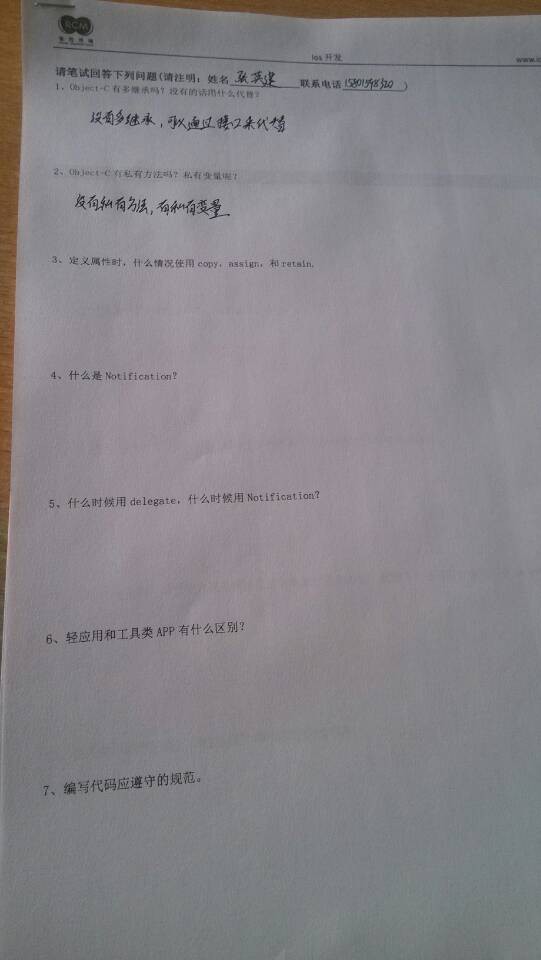 RCM
Ios 开发
www.c
请笔试回答下列问题(请注明：姓名 联系电话 )
1、Object-C 有多继承吗？没有的话用什么代替？
没有多继承，可以通过接口来代替
2、Object-C 有私有方法吗？私有变量呢？
没有私有方法，有私有变量
3、定义属性时，什么情况使用 copy，assign，和 retain.
4、什么是 Notification？
5、什么时候用 delegate，什么时候用 Notification？
6、轻应用和工具类 APP 有什么区别？
7、编写代码应遵守的规范。